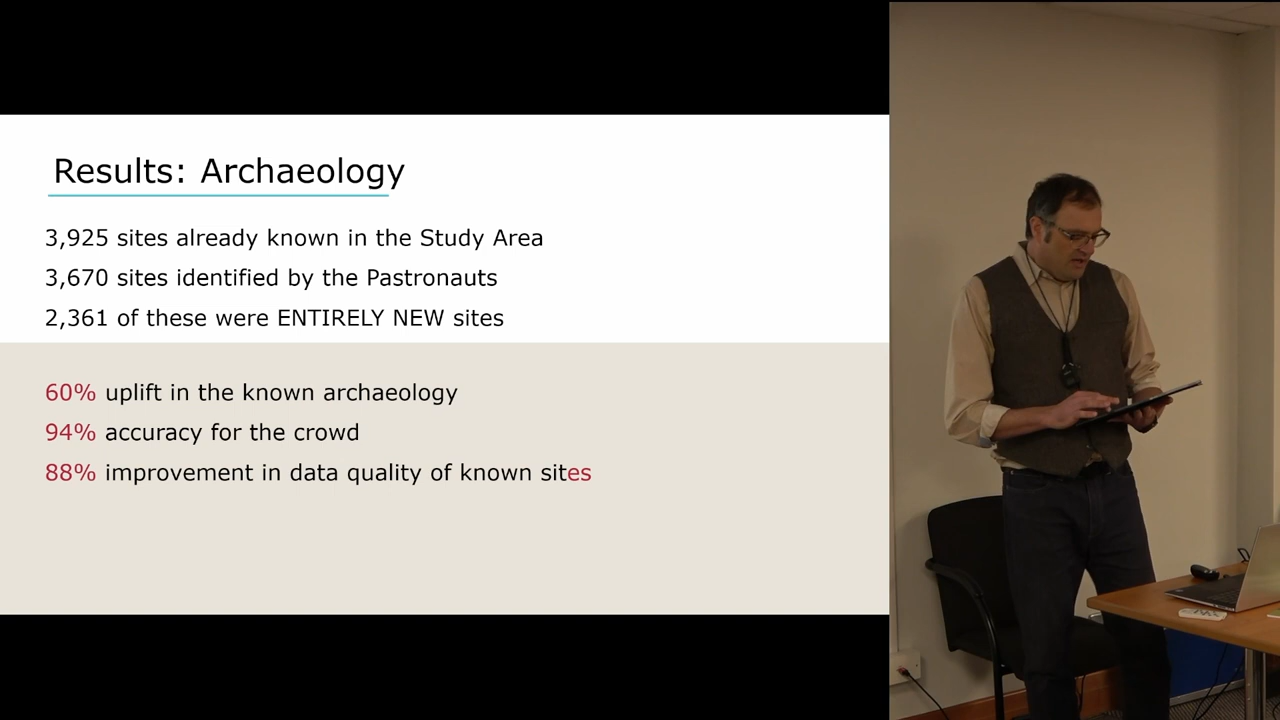 Results: Archaeology
3,925 sites already known in the Study Area
3,670 sites identified by the Pastronauts
2,361 of these were ENTIRELY NEW sites
60% uplift in the known archaeology
94% accuracy for the crowd
88% improvement in data quality of known sites